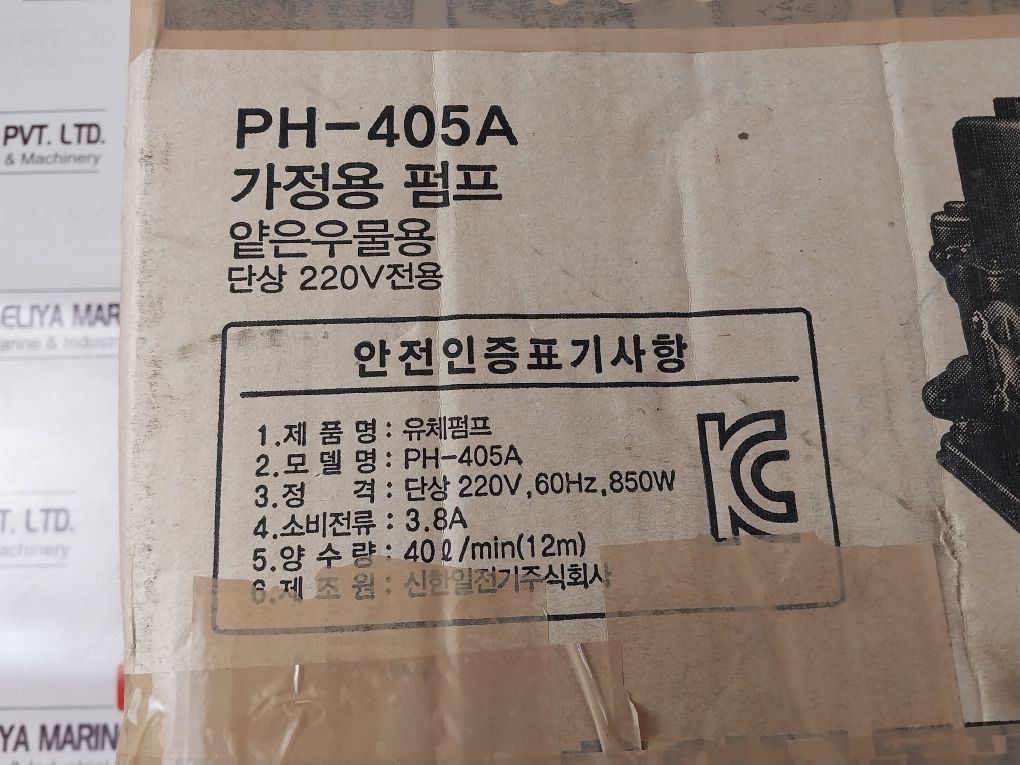 PH-405A
가정용 펌프
얕은우물용
단상 220V전용
안전인증표기사항
1.제 품 명 : 유체펌프
2.모 델 명 : PH-405A
3.정 격 : 단상 220V,60Hz,850W
4.소비전류 : 3.8A
5.양 수 량 : 40ℓ/min(12m)
6.제 조 원 : 신한일전기주식회사
KC
PVT. LTD.
& Machinery
ELIYA MAR
arine & Industri
T. LTD.
achinery
YA MARIN